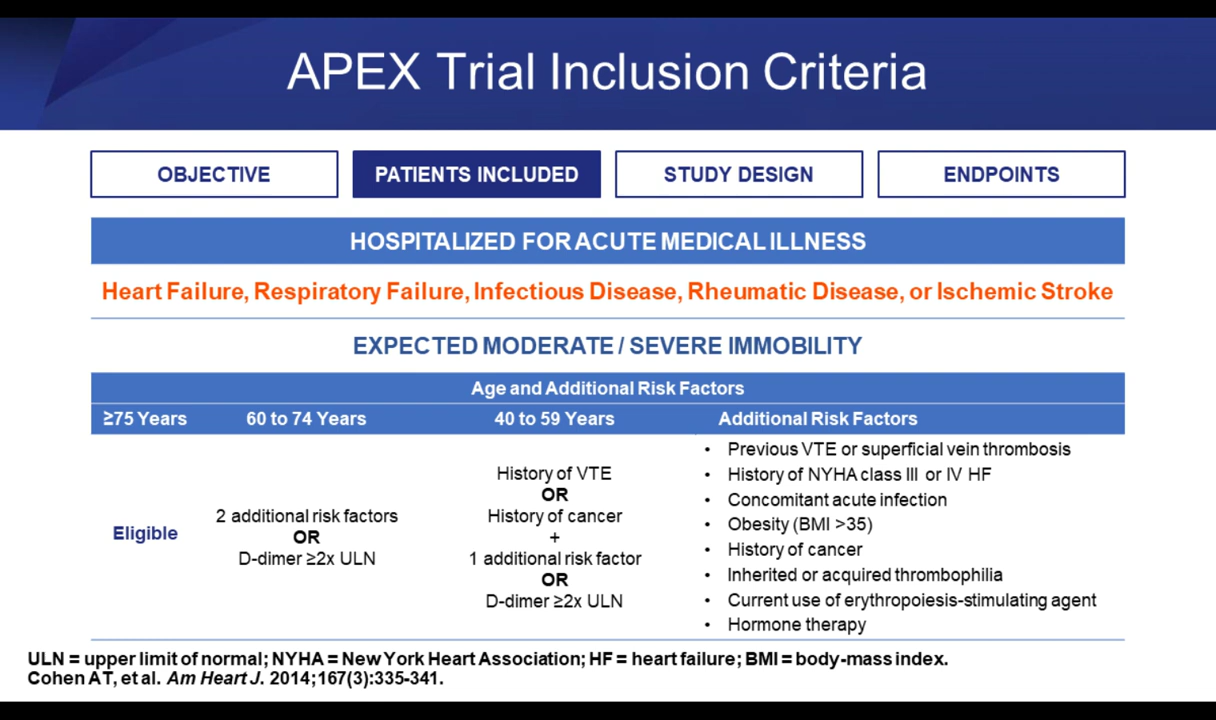 APEX Trial Inclusion Criteria
OBJECTIVE
PATIENTS INCLUDED
STUDY DESIGN
ENDPOINTS
HOSPITALIZED FOR ACUTE MEDICAL ILLNESS
Heart Failure, Respiratory Failure, Infectious Disease, Rheumatic Disease, or Ischemic Stroke
EXPECTED MODERATE / SEVERE IMMOBILITY
Age and Additional Risk Factors
≥75 Years
60 to 74 Years
40 to 59 Years
Additional Risk Factors
Eligible
2 additional risk factors
OR
D-dimer ≥2x ULN
History of VTE
OR
History of cancer
+
1 additional risk factor
OR
D-dimer ≥2x ULN
• Previous VTE or superficial vein thrombosis
• History of NYHA class III or IV HF
• Concomitant acute infection
• Obesity (BMI >35)
• History of cancer
• Inherited or acquired thrombophilia
• Current use of erythropoiesis-stimulating agent
• Hormone therapy
ULN = upper limit of normal; NYHA = New York Heart Association; HF = heart failure; BMI = body-mass index.
Cohen AT, et al. Am Heart J. 2014;167(3):335-341.